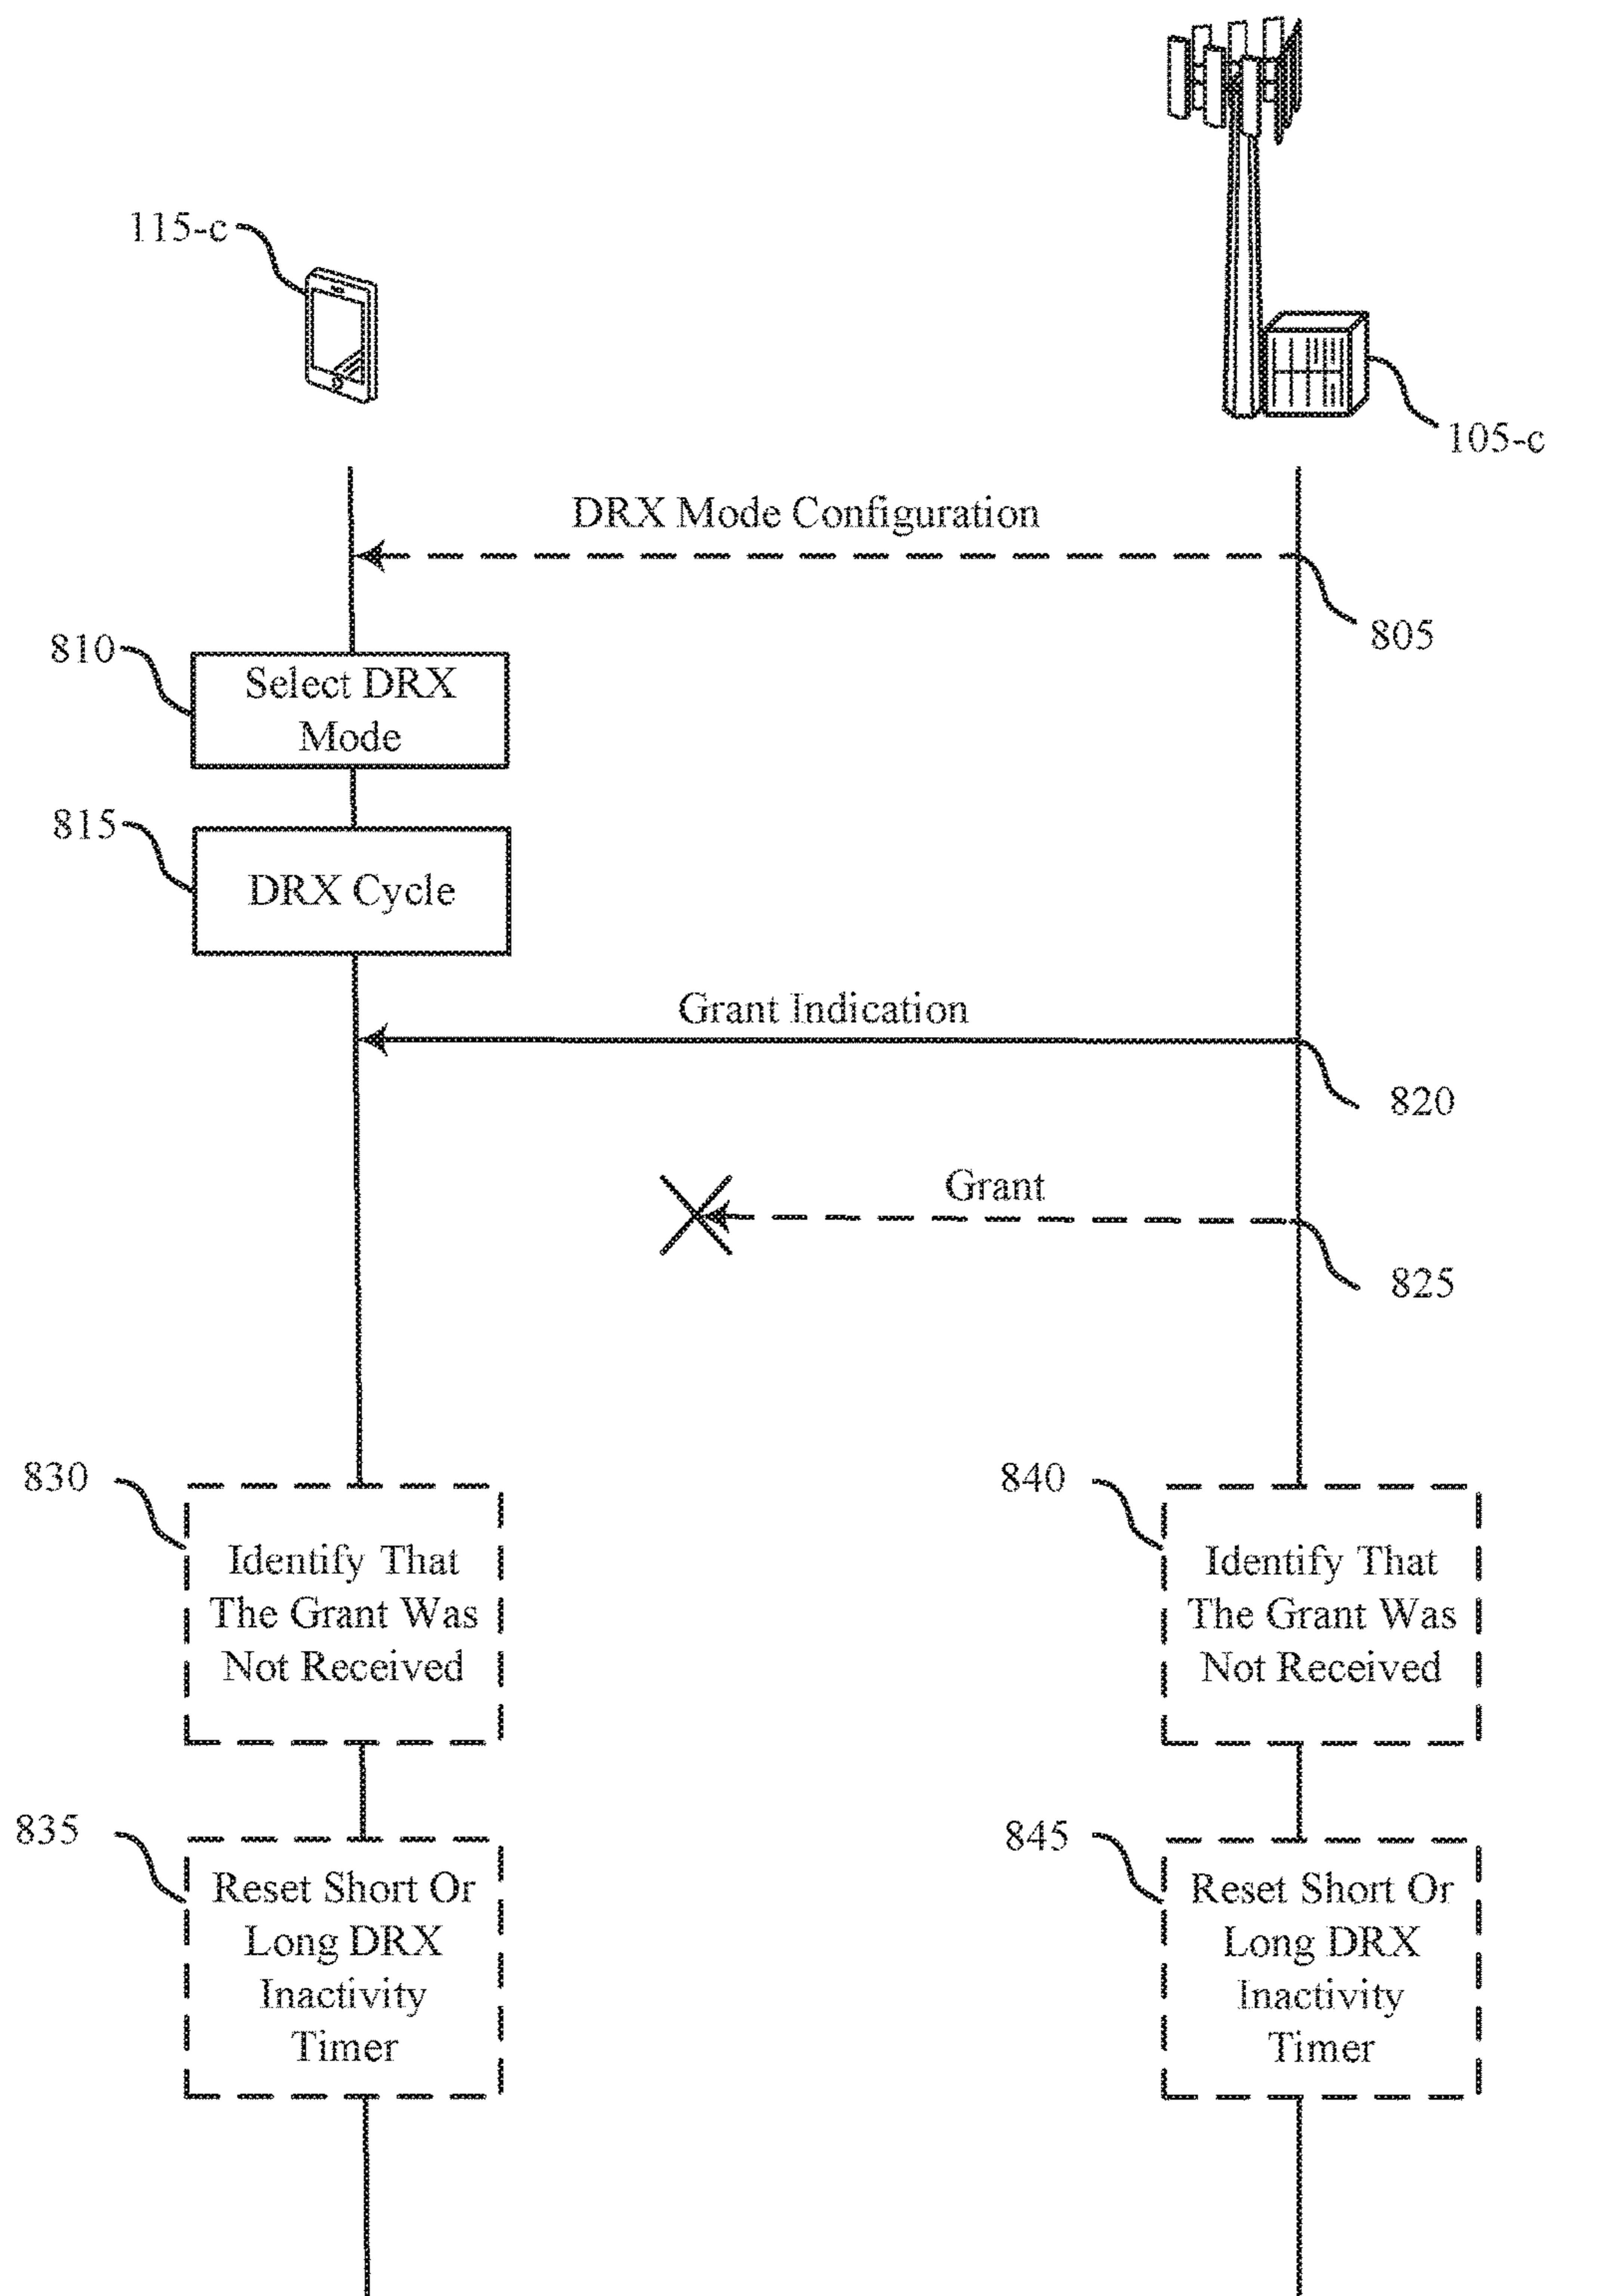 115-c
105-c
DRX Mode Configuration
805
810
Select DRX
Mode
815
DRX Cycle
Grant Indication
820
Grant
825
830
Identify That
The Grant Was
Not Received
840
Identify That
The Grant Was
Not Received
835
Reset Short Or
Long DRX
Inactivity
Timer
845
Reset Short Or
Long DRX
Inactivity
Timer